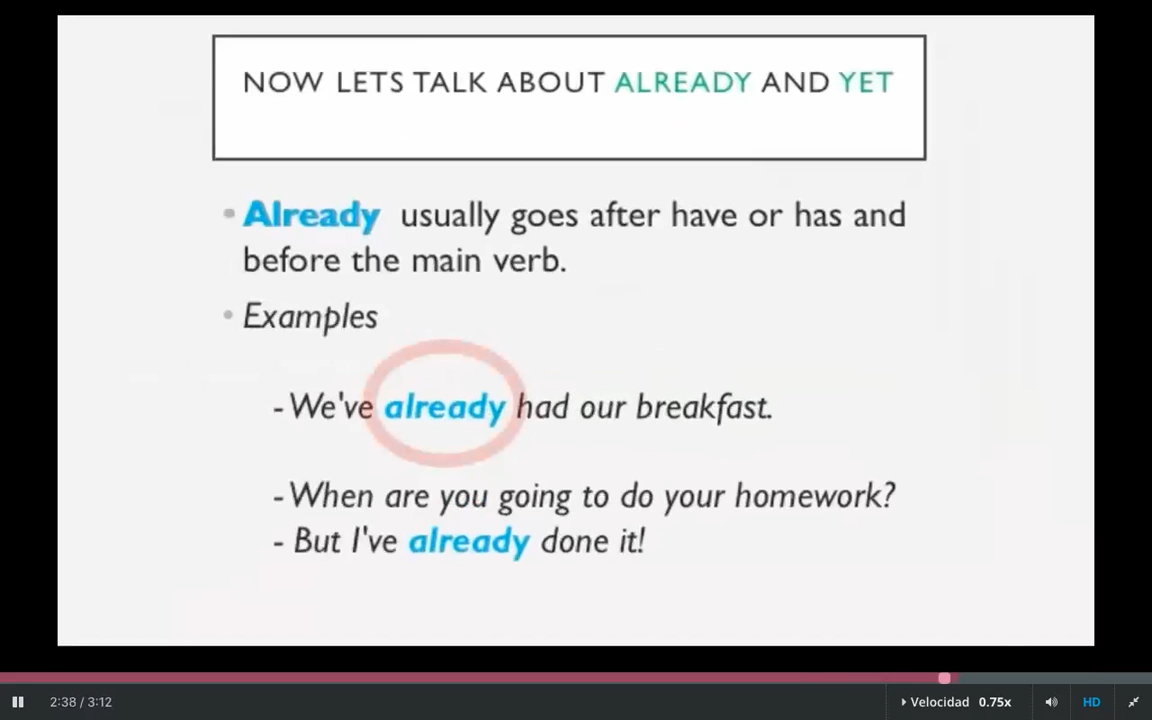 NOW LETS TALK ABOUT ALREADY AND YET
• Already usually goes after have or has and
before the main verb.
• Examples
- We've already had our breakfast.
- When are you going to do your homework?
- But I've already done it!
2:38 / 3:12 Velocidad 0.75x HD